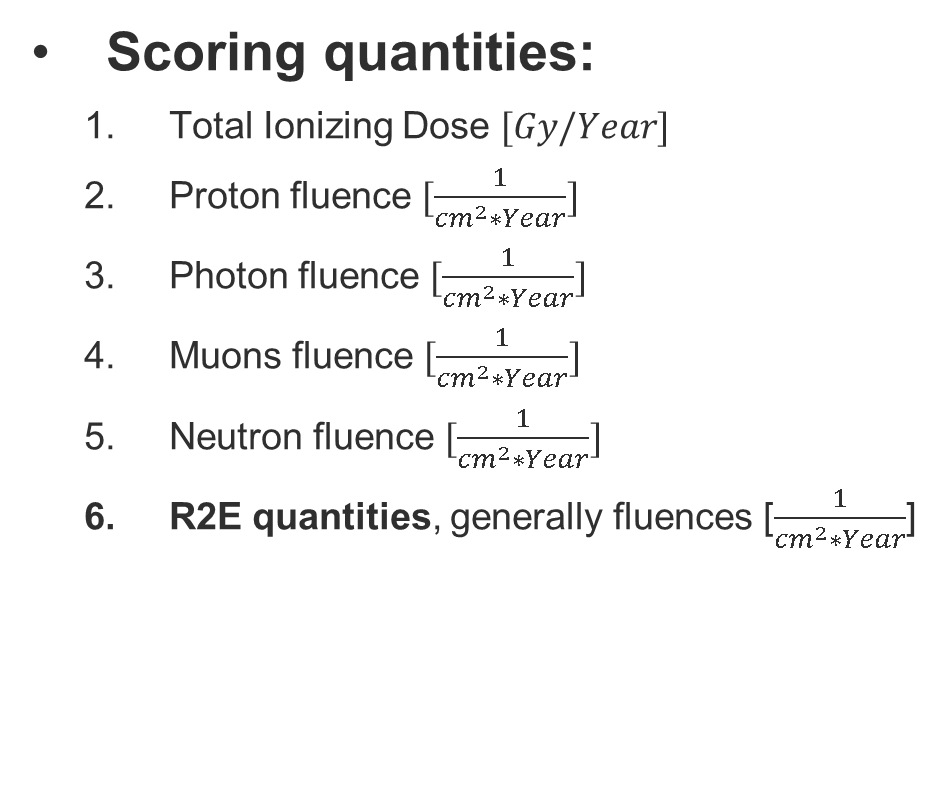 • Scoring quantities:
1. Total Ionizing Dose [Gy/Year]
2. Proton fluence [1/cm²∗Year]
3. Photon fluence [1/cm²∗Year]
4. Muons fluence [1/cm²∗Year]
5. Neutron fluence [1/cm²∗Year]
6. R2E quantities, generally fluences [1/cm²∗Year]